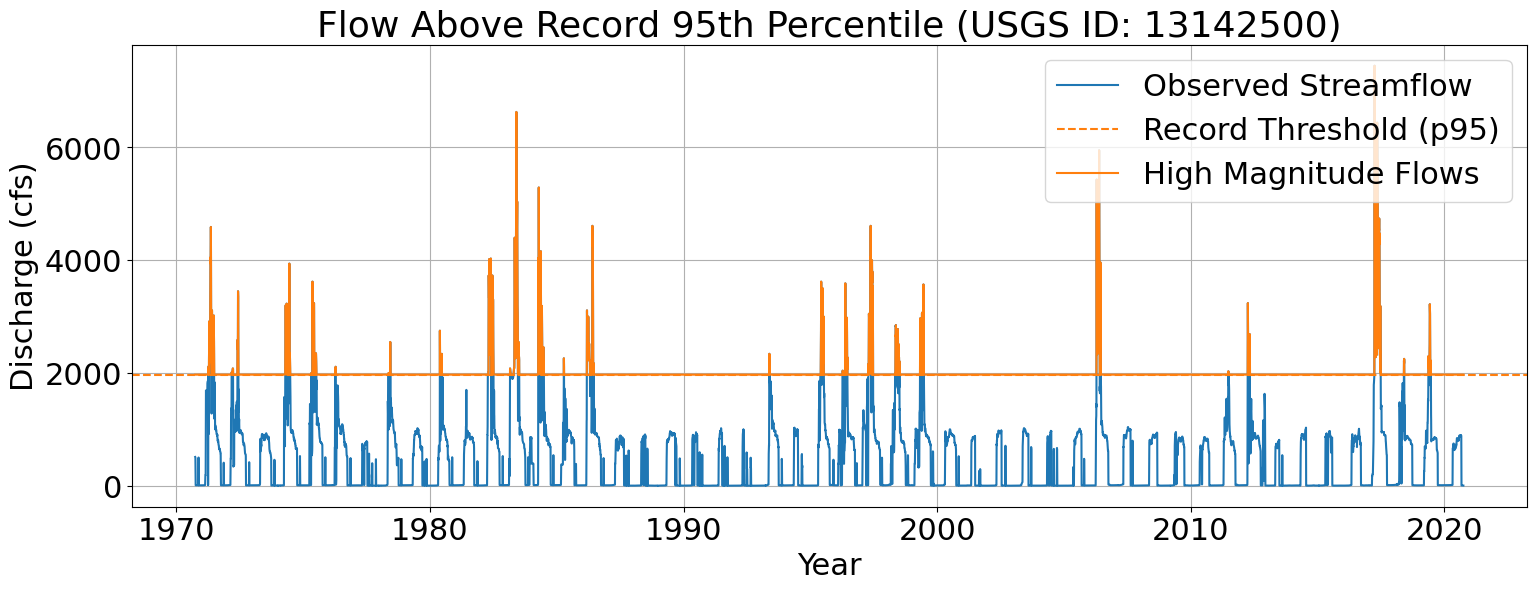 Flow Above Record 95th Percentile (USGS ID: 13142500)
Observed Streamflow
Record Threshold (p95)
High Magnitude Flows
Discharge (cfs)
6000
4000
2000
0
1970 1980 1990 2000 2010 2020
Year